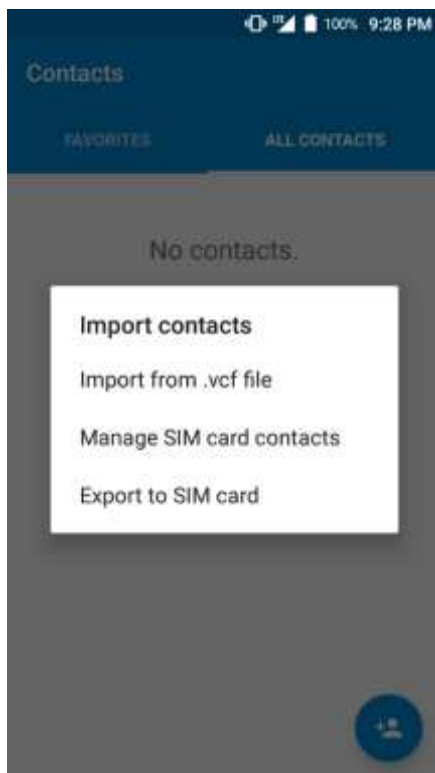 100% 9:28 PM
Contacts
FAVORITES ALL CONTACTS
No contacts.
Import contacts
Import from .vcf file
Manage SIM card contacts
Export to SIM card